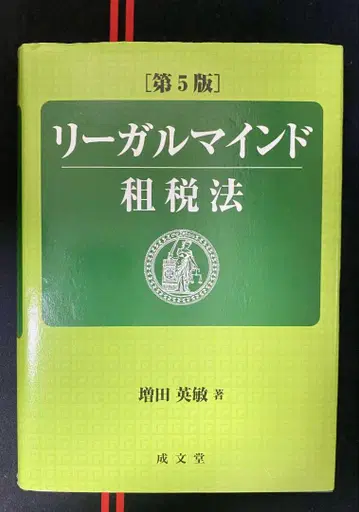 ［第5版］
リーガルマインド
租税法
増田 英敏 著
成文堂